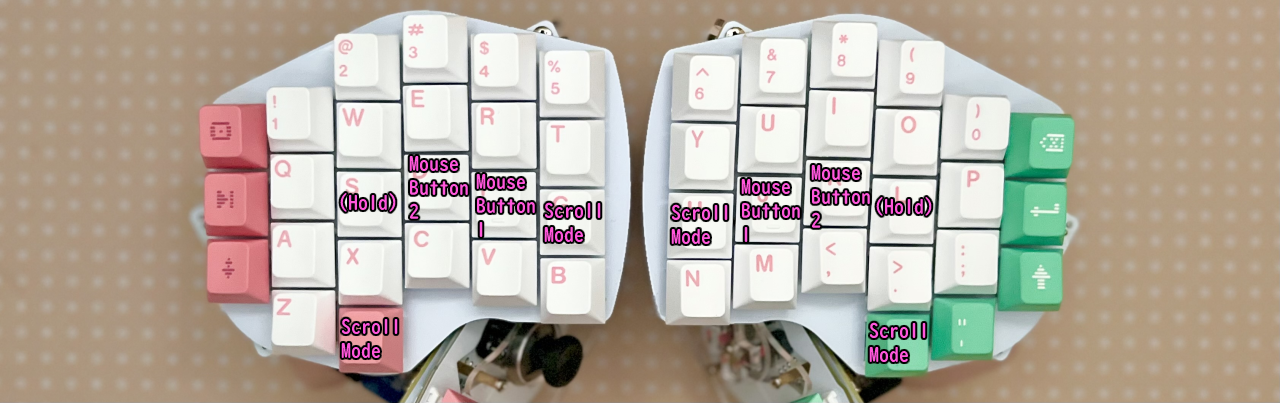 @
2
#
3
$
4
%
5
^
6
&
7
*
8
(
9
!
1
)
0
W
E
R
T
Y
U
I
O
Q
P
S
(Hold)
Mouse
Button
2
Mouse
Button
1
Scroll
Mode
Scroll
Mode
Mouse
Button
1
Mouse
Button
2
(Hold)
A
X
C
V
B
N
M
<
,
>
.
:
;
Z
Scroll
Mode
Scroll
Mode
"
'